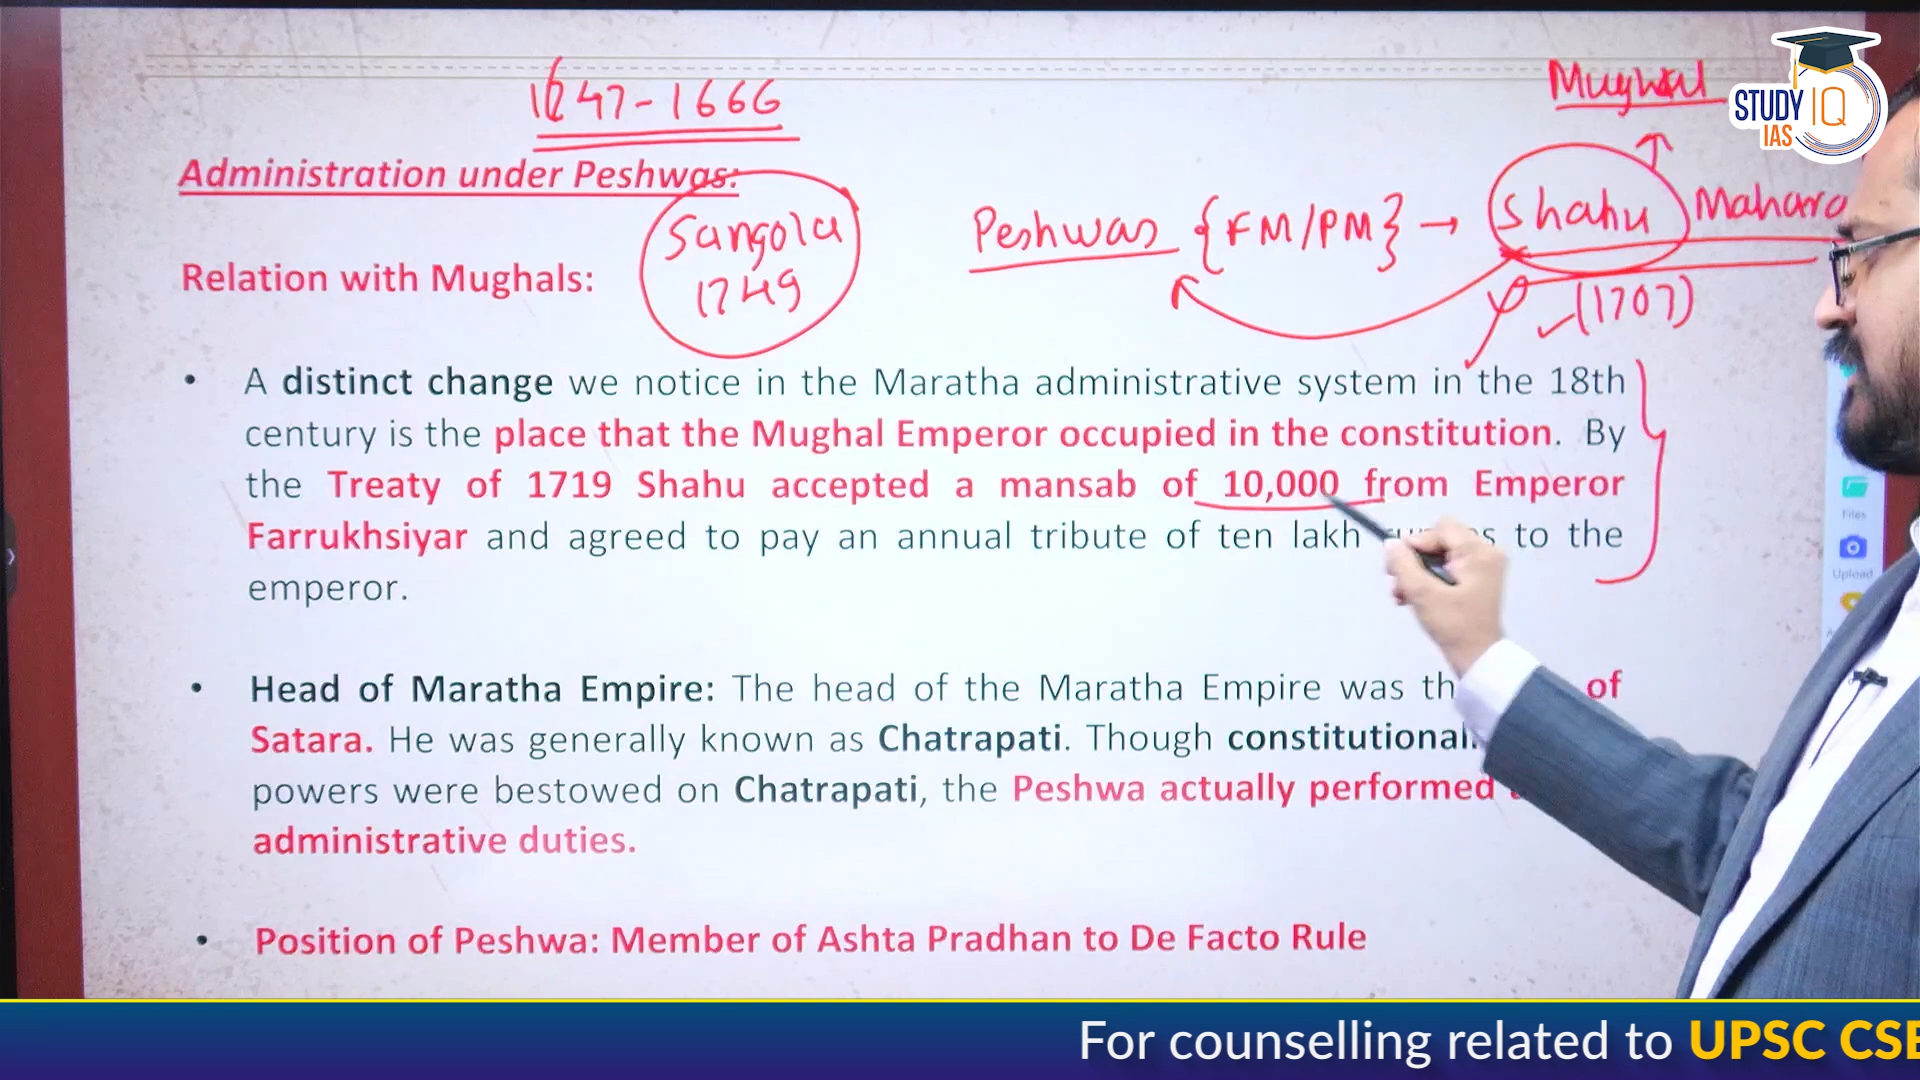 1647-1666
Mughal
STUDY IQ
IAS
Administration under Peshwas:
Sangola
1749
Peshwas {FM/PM} → Shahu Mahara
(1707)
Relation with Mughals:
• A distinct change we notice in the Maratha administrative system in the 18th
century is the place that the Mughal Emperor occupied in the constitution. By
the Treaty of 1719 Shahu accepted a mansab of 10,000 from Emperor
Farrukhsiyar and agreed to pay an annual tribute of ten lakh to the
emperor.
Files
Upload
• Head of Maratha Empire: The head of the Maratha Empire was th of
Satara. He was generally known as Chatrapati. Though constitutional
powers were bestowed on Chatrapati, the Peshwa actually performed
administrative duties.
• Position of Peshwa: Member of Ashta Pradhan to De Facto Rule
For counselling related to UPSC CSE